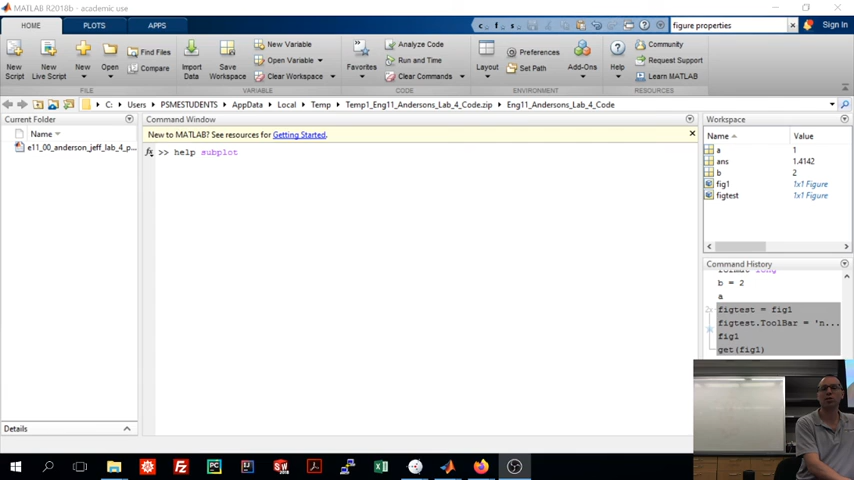 MATLAB R2018b - academic use
HOME PLOTS APPS
figure properties
Sign In
New Script
New Live Script
New
Open
Find Files
Compare
Import Data
Save Workspace
New Variable
Open Variable
Clear Workspace
Favorites
Analyze Code
Run and Time
Clear Commands
Layout
Preferences
Set Path
Add-Ons
Help
Community
Request Support
Learn MATLAB
FILE VARIABLE CODE ENVIRONMENT RESOURCES
C: Users PSMESTUDENTS AppData Local Temp Temp1_Eng11_Andersons_Lab_4_Code.zip Eng11_Andersons_Lab_4_Code
Current Folder
Name
e11_00_anderson_jeff_lab_4_p...
Details
Command Window
New to MATLAB? See resources for Getting Started.
fx >> help subplot
Workspace
Name Value
a 1
ans 1.4142
b 2
fig1 1x1 Figure
figtest 1x1 Figure
Command History
b = 2
a
2x figtest = fig1
figtest.ToolBar = 'n...
fig1
get(fig1)